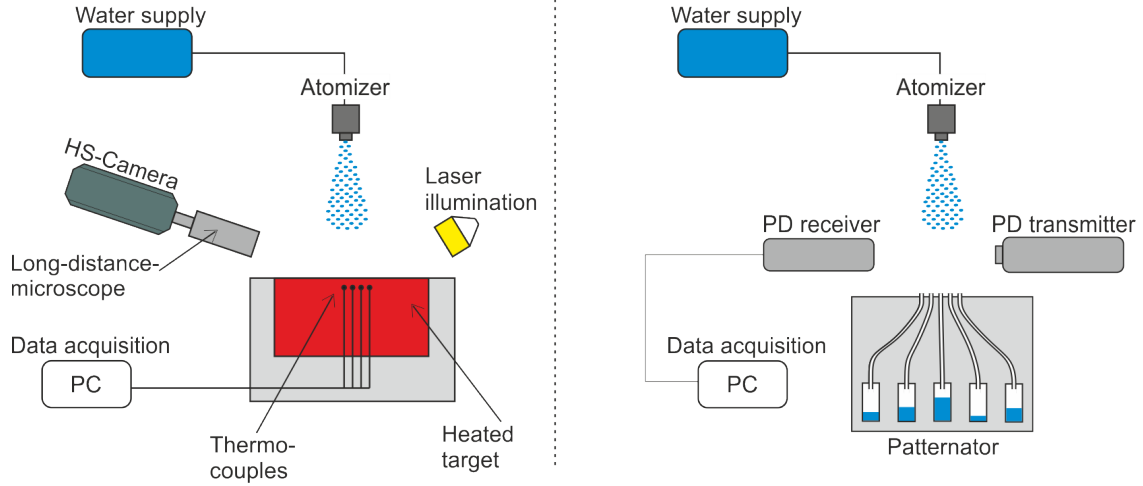 Water supply
Atomizer
HS-Camera
Laser
illumination
Long-distance-
microscope
Data acquisition
PC
Thermo-
couples
Heated
target
Water supply
Atomizer
PD receiver
PD transmitter
Data acquisition
PC
Patternator